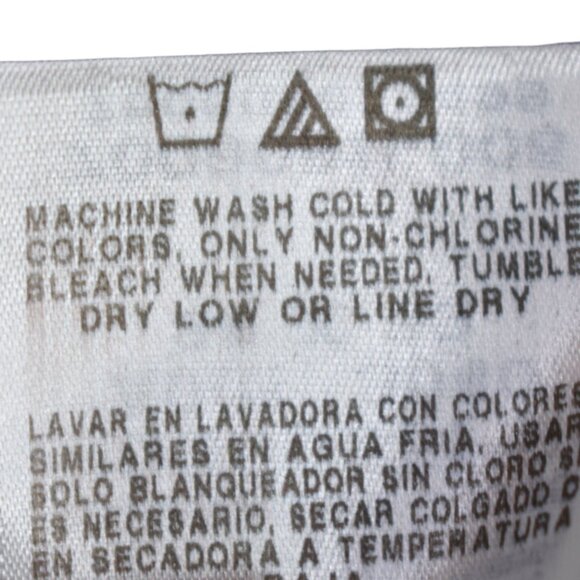 MACHINE WASH COLD WITH LIKE
COLORS, ONLY NON-CHLORINE
BLEACH WHEN NEEDED, TUMBLE
DRY LOW OR LINE DRY
LAVAR EN LAVADORA CON COLORES
SIMILARES EN AGUA FRIA. USAR
SOLO BLANQUEADOR SIN CLORO SI
ES NECESARIO, SECAR COLGADO O
EN SECADORA A TEMPERATURA
BAJA